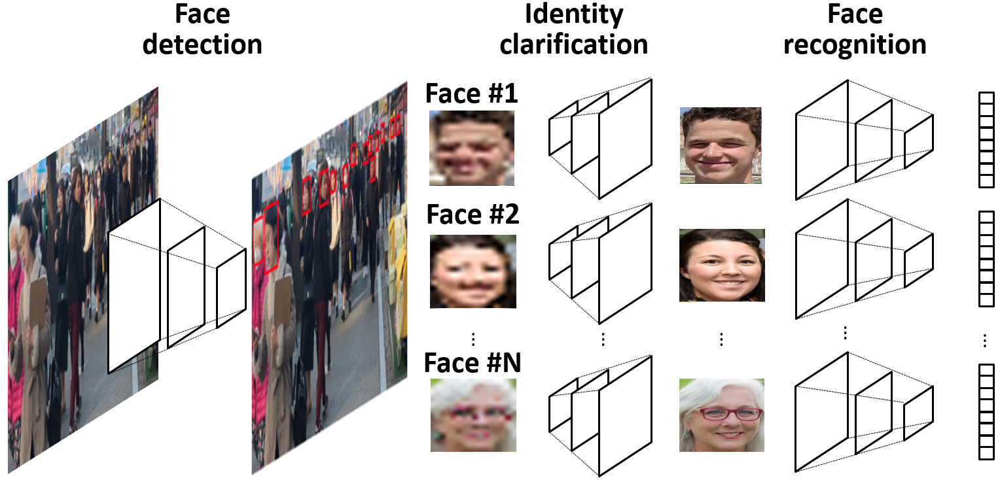 Face
detection
Identity
clarification
Face
recognition
Face #1
Face #2
Face #N